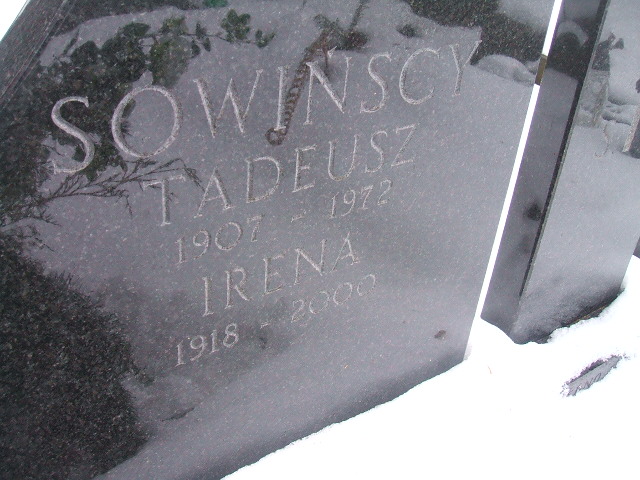 SOWINSCY
TADEUSZ
1907 - 1972
IRENA
1918 - 2000